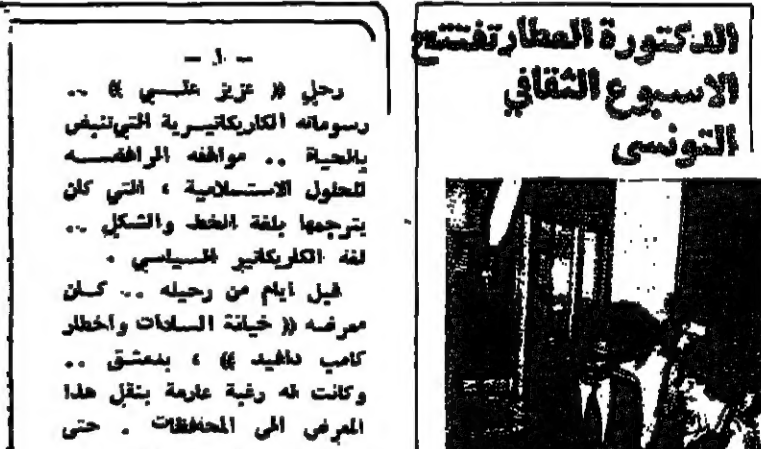 الدكتورة العطار تفتتح
الاسبوع الثقافي
التونسي
- ١ -
رحل (( عزيز علمي )) ..
رسوماته الكاريكاتيرية التي تنبض
بالحياة .. مواقفه الرافضة
للحلول الاستسلامية ، التي كان
يترجمها بلغة الخط والشكل ..
لغة الكاريكاتير السياسي .
قبل أيام من رحيله .. كان
معرضه (( خيانة السادات وأخطار
كامب دافيد )) ، بدمشق ..
وكانت له رغبة عارمة بنقل هذا
المعرض الى المحافظات . حتى